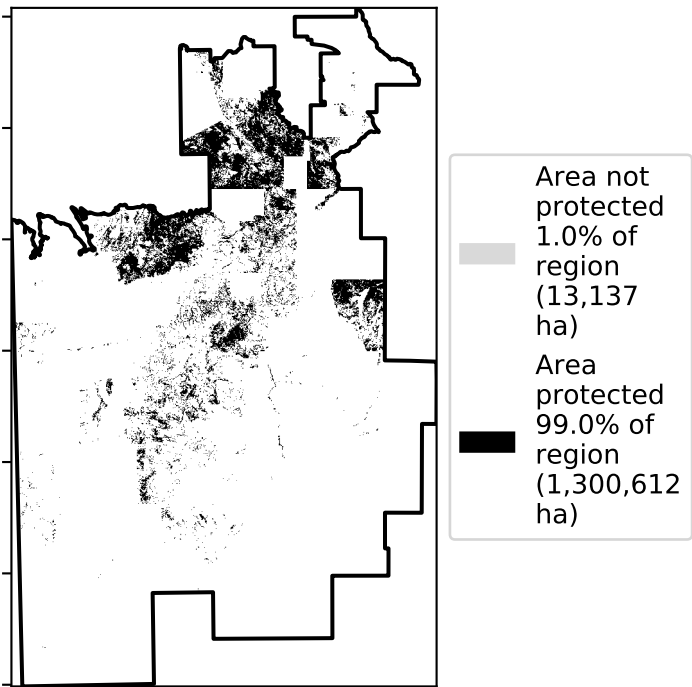 Area not
protected
1.0% of
region
(13,137
ha)
Area
protected
99.0% of
region
(1,300,612
ha)